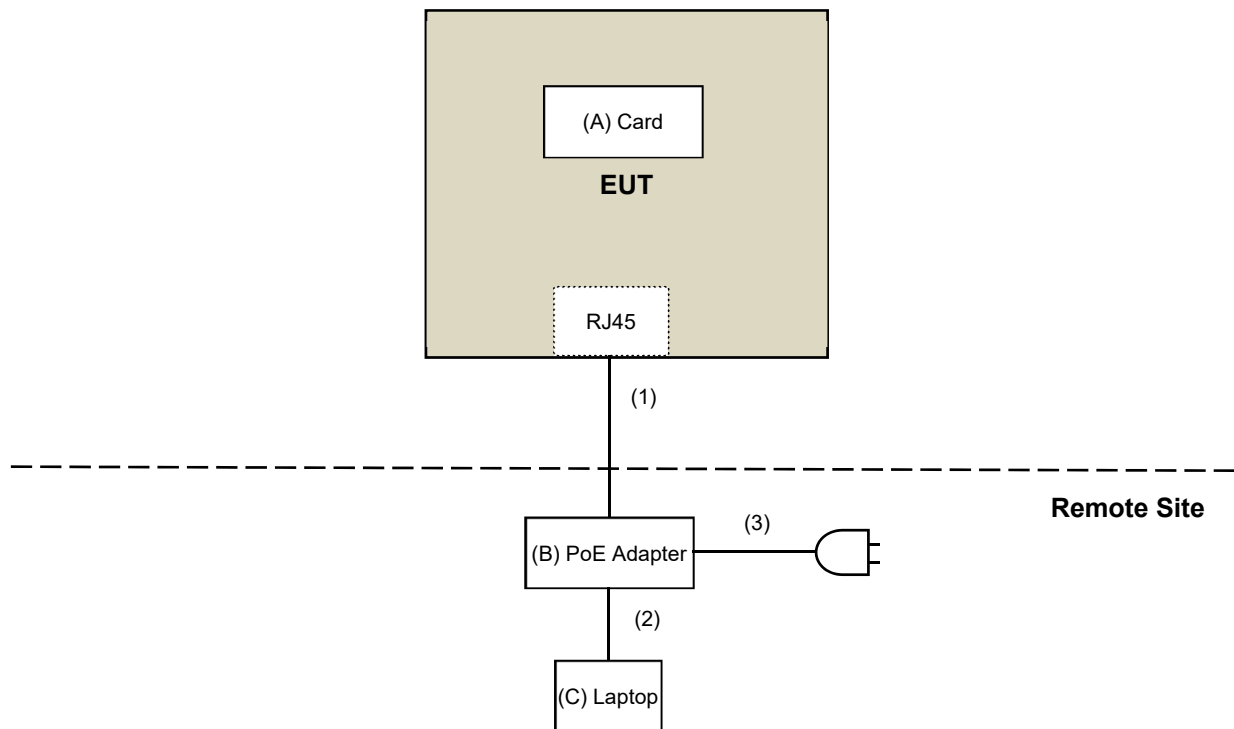 (A) Card
EUT
RJ45
(1)
Remote Site
(3)
(B) PoE Adapter
(2)
(C) Laptop